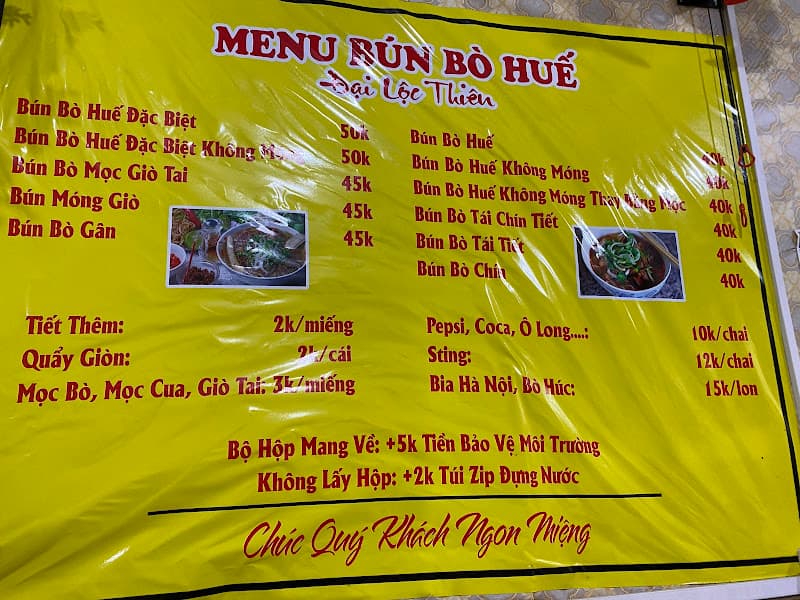 MENU BÚN BÒ HUẾ
Đại Lộc Thiên
Bún Bò Huế Đặc Biệt 50k
Bún Bò Huế Đặc Biệt Không Móng 50k
Bún Bò Mọc Giò Tai 45k
Bún Móng Giò 45k
Bún Bò Gân 45k
Bún Bò Huế 40k
Bún Bò Huế Không Móng 40k
Bún Bò Huế Không Móng Thay Bằng Mọc 40k
Bún Bò Tái Chín Tiết 40k
Bún Bò Tái Tiết 40k
Bún Bò Chín 40k
Tiết Thêm: 2k/miếng
Quẩy Giòn: 2k/cái
Mọc Bò, Mọc Cua, Giò Tai: 3k/miếng
Pepsi, Coca, Ô Long....: 10k/chai
Sting: 12k/chai
Bia Hà Nội, Bò Húc: 15k/lon
Bộ Hộp Mang Về: +5k Tiền Bảo Vệ Môi Trường
Không Lấy Hộp: +2k Túi Zip Đựng Nước
Chúc Quý Khách Ngon Miệng